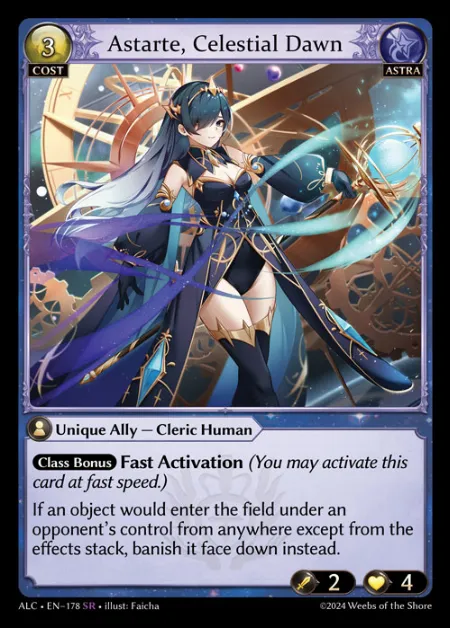 3
Astarte, Celestial Dawn
COST
ASTRA
Unique Ally — Cleric Human
Class Bonus Fast Activation (You may activate this
card at fast speed.)
If an object would enter the field under an
opponent's control from anywhere except from the
effects stack, banish it face down instead.
2
4
ALC • EN-178 SR • illust: Faicha
©2024 Weebs of the Shore